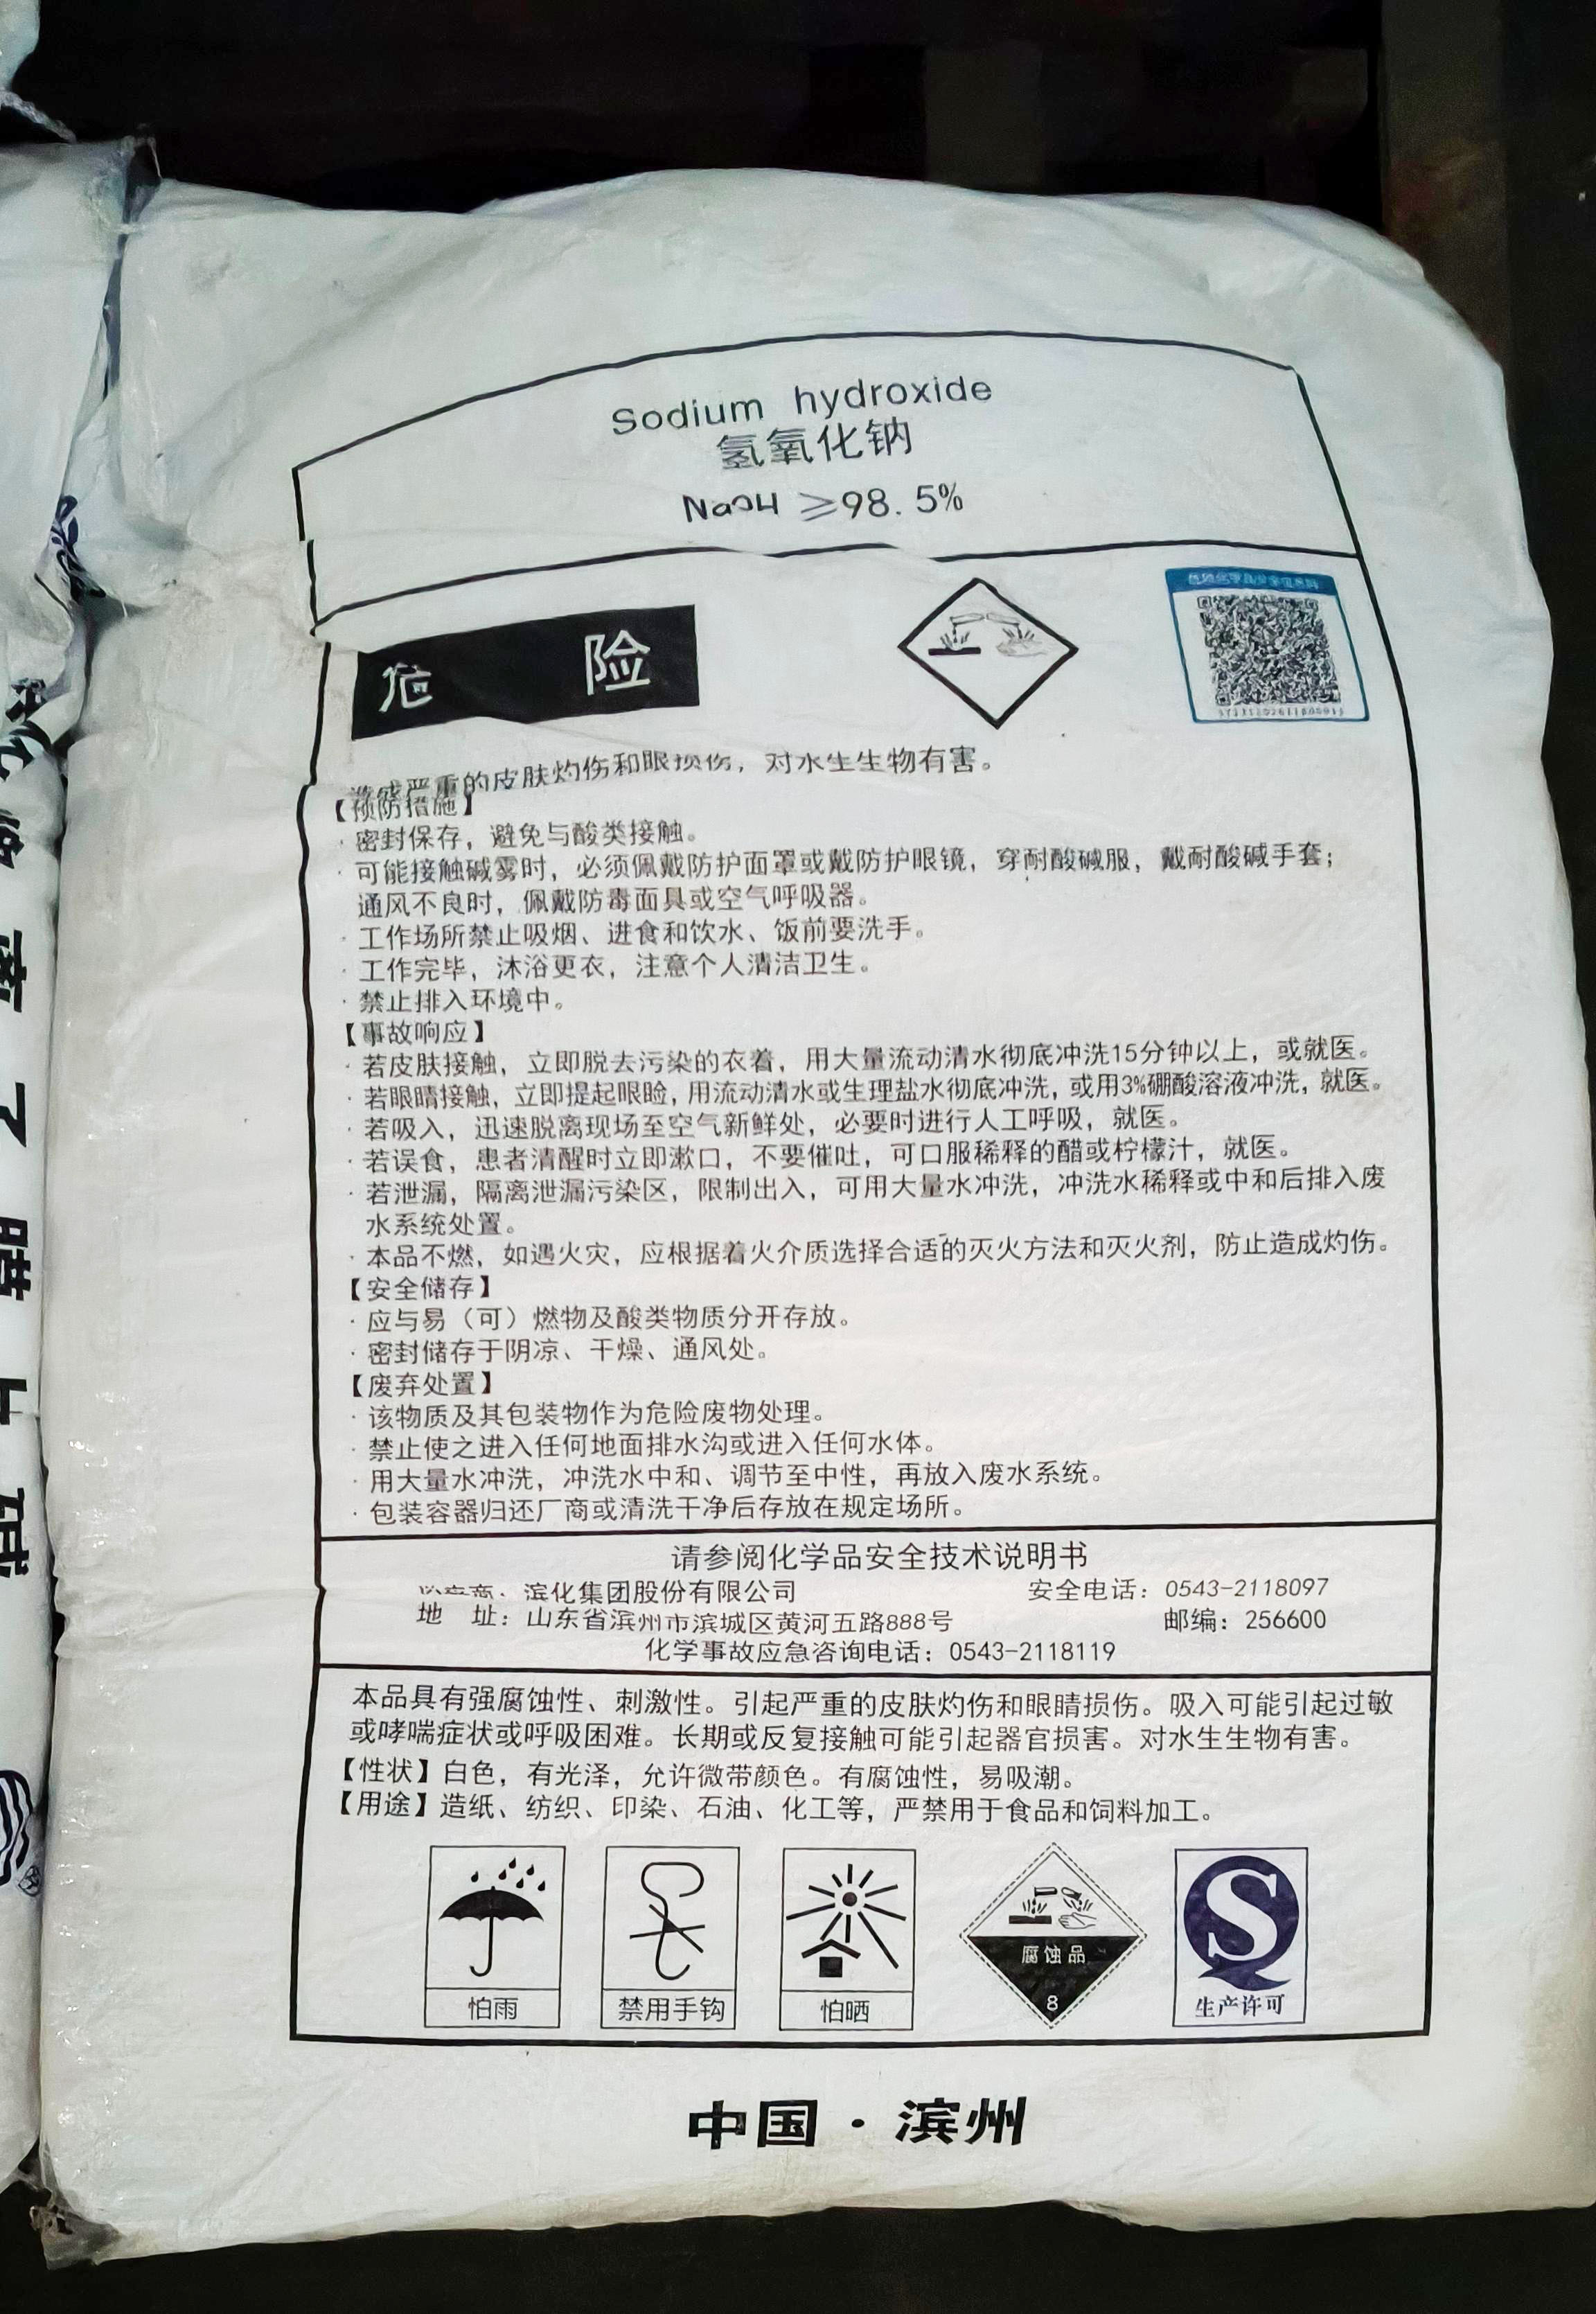 Sodium hydroxide
氢氧化钠
NaOH ≥98.5%
危 险
造成严重的皮肤灼伤和眼损伤，对水生生物有害。
【预防措施】
·密封保存，避免与酸类接触。
·可能接触碱雾时，必须佩戴防护面罩或戴防护眼镜，穿耐酸碱服，戴耐酸碱手套；
通风不良时，佩戴防毒面具或空气呼吸器。
·工作场所禁止吸烟、进食和饮水、饭前要洗手。
·工作完毕，沐浴更衣，注意个人清洁卫生。
·禁止排入环境中。
【事故响应】
·若皮肤接触，立即脱去污染的衣着，用大量流动清水彻底冲洗15分钟以上，或就医。
·若眼睛接触，立即提起眼睑，用流动清水或生理盐水彻底冲洗，或用3%硼酸溶液冲洗，就医。
·若吸入，迅速脱离现场至空气新鲜处，必要时进行人工呼吸，就医。
·若误食，患者清醒时立即漱口，不要催吐，可口服稀释的醋或柠檬汁，就医。
·若泄漏，隔离泄漏污染区，限制出入，可用大量水冲洗，冲洗水稀释或中和后排入废
水系统处置。
·本品不燃，如遇火灾，应根据着火介质选择合适的灭火方法和灭火剂，防止造成灼伤。
【安全储存】
·应与易（可）燃物及酸类物质分开存放。
·密封储存于阴凉、干燥、通风处。
【废弃处置】
·该物质及其包装物作为危险废物处理。
·禁止使之进入任何地面排水沟或进入任何水体。
·用大量水冲洗，冲洗水中和、调节至中性，再放入废水系统。
·包装容器归还厂商或清洗干净后存放在规定场所。
请参阅化学品安全技术说明书
商：滨化集团股份有限公司 安全电话：0543-2118097
地 址：山东省滨州市滨城区黄河五路888号 邮编：256600
化学事故应急咨询电话：0543-2118119
本品具有强腐蚀性、刺激性。引起严重的皮肤灼伤和眼睛损伤。吸入可能引起过敏
或哮喘症状或呼吸困难。长期或反复接触可能引起器官损害。对水生生物有害。
【性状】白色，有光泽，允许微带颜色。有腐蚀性，易吸潮。
【用途】造纸、纺织、印染、石油、化工等，严禁用于食品和饲料加工。
怕雨
禁用手钩
怕晒
腐蚀品
8
生产许可
中国·滨州